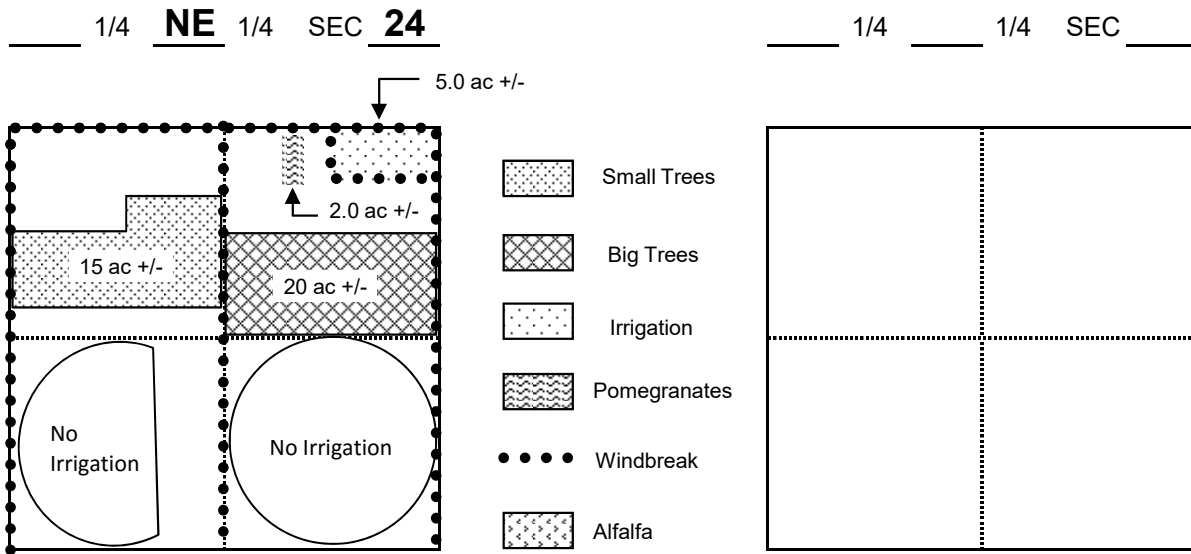 1/4 NE 1/4 SEC 24
1/4 1/4 SEC
5.0 ac +/-
2.0 ac +/-
15 ac +/-
20 ac +/-
No
Irrigation
No Irrigation
Small Trees
Big Trees
Irrigation
Pomegranates
Windbreak
Alfalfa